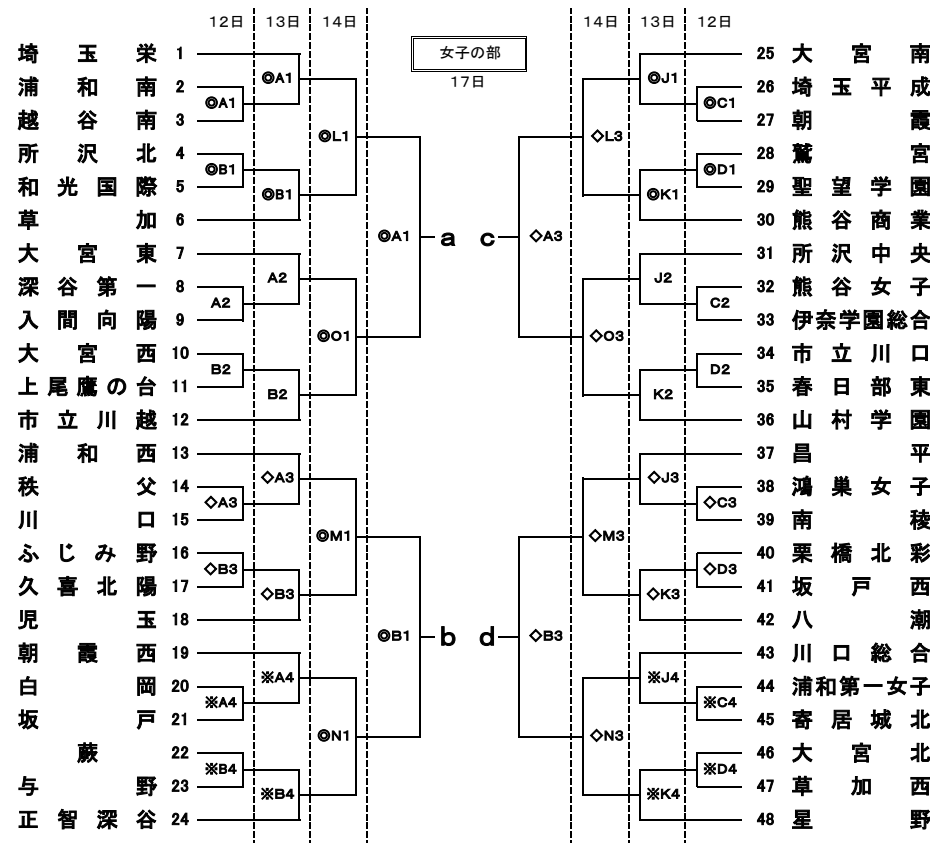 12日 13日 14日 14日 13日 12日
女子の部
17日
埼玉栄 1
浦和南 2
越谷南 3
所沢北 4
和光国際 5
草加 6
大宮東 7
深谷第一 8
入間向陽 9
大宮西 10
上尾鷹の台 11
市立川越 12
浦和西 13
秩父 14
川口 15
ふじみ野 16
久喜北陽 17
児玉 18
朝霞西 19
白岡 20
坂戸 21
蕨 22
与野 23
正智深谷 24
◎A1
◎B1
A2
B2
◇A3
◇B3
※A4
※B4
◎A1
◎B1
A2
B2
◇A3
◇B3
※A4
※B4
◎L1
◎O1
◎M1
◎N1
◎A1
◎B1
a c
b d
◇A3
◇B3
◇L3
◇O3
◇M3
◇N3
◎J1
◎K1
J2
K2
◇J3
◇K3
※J4
※K4
◎C1
◎D1
C2
D2
◇C3
◇D3
※C4
※D4
25 大宮南
26 埼玉平成
27 朝霞
28 鷲宮
29 聖望学園
30 熊谷商業
31 所沢中央
32 熊谷女子
33 伊奈学園総合
34 市立川口
35 春日部東
36 山村学園
37 昌平
38 鴻巣女子
39 南稜
40 栗橋北彩
41 坂戸西
42 八潮
43 川口総合
44 浦和第一女子
45 寄居城北
46 大宮北
47 草加西
48 星野